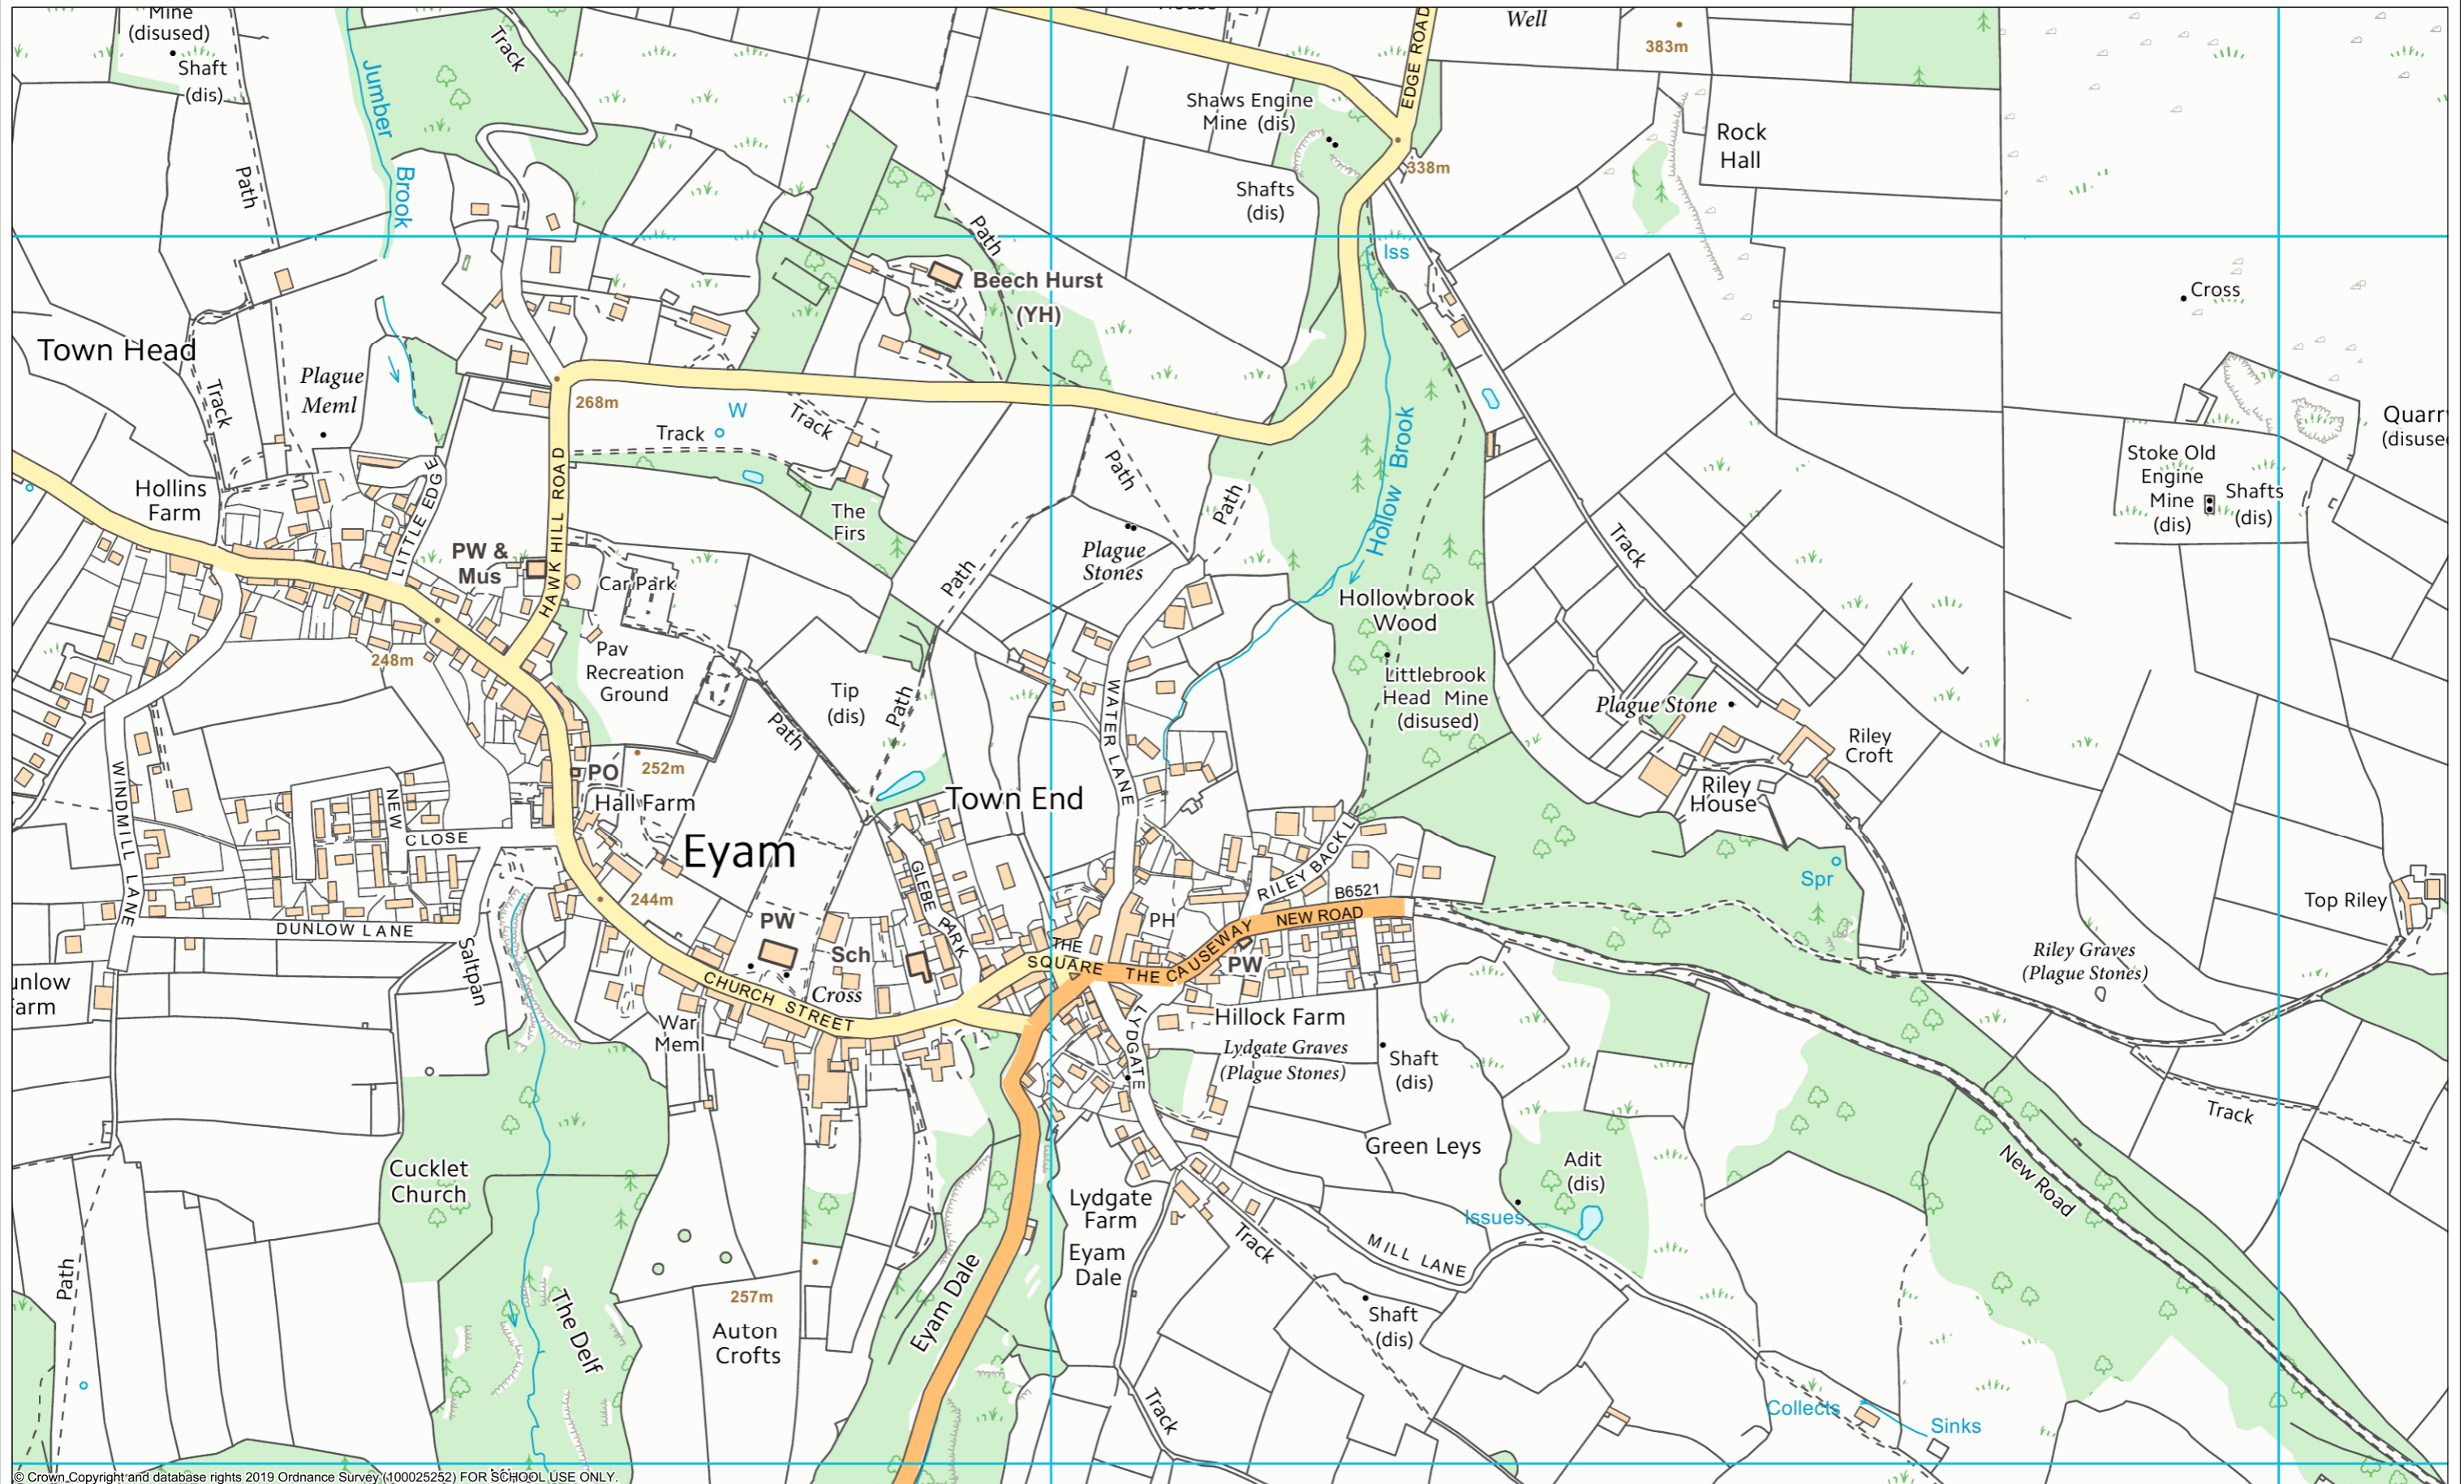 Mine
(disused)
Shaft
(dis)
Jumber
Brook
Track
Path
Well
383m
EDGE ROAD
Shaws Engine
Mine (dis)
338m
Shafts
(dis)
Rock
Hall
Path
Iss
Beech Hurst
(YH)
Cross
Town Head
Track
Plague
Meml
268m
W
Track
Track
Path
Path
Hollow Brook
Quarry
(disused
Stoke Old
Engine
Mine
(dis)
Shafts
(dis)
Hollins
Farm
LITTLE EDGE
HAWK HILL ROAD
The
Firs
PW &
Mus
Car Park
Path
Plague
Stones
Track
Hollowbrook
Wood
248m
Pav
Recreation
Ground
Tip
(dis)
Path
Path
WATER LANE
Littlebrook
Head Mine
(disused)
Plague Stone
Riley
Croft
Riley
House
WINDMILL LANE
NEW
CLOSE
PO
252m
Hall Farm
Town End
Eyam
GLEBE PARK
RILEY BACK L
B6521
Spr
Top Riley
DUNLOW LANE
Saltpan
244m
PW
Sch
Cross
PH
NEW ROAD
THE
SQUARE
THE CAUSEWAY
PW
Riley Graves
(Plague Stones)
unlow
arm
CHURCH STREET
War
Meml
LYDGATE
Hillock Farm
Lydgate Graves
(Plague Stones)
Shaft
(dis)
Track
Cucklet
Church
Green Leys
Adit
(dis)
New Road
Lydgate
Farm
Issues
Track
MILL LANE
Eyam
Dale
Path
The Delf
257m
Eyam Dale
Auton
Crofts
Shaft
(dis)
Track
Collects
Sinks
© Crown Copyright and database rights 2019 Ordnance Survey (100025252) FOR SCHOOL USE ONLY.